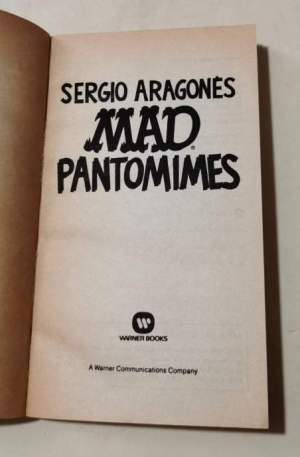 SERGIO ARAGONÉS
MAD®
PANTOMIMES
WARNER BOOKS
A Warner Communications Company